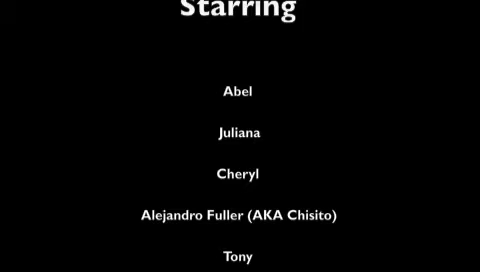 Starring
Abel
Juliana
Cheryl
Alejandro Fuller (AKA Chisito)
Tony